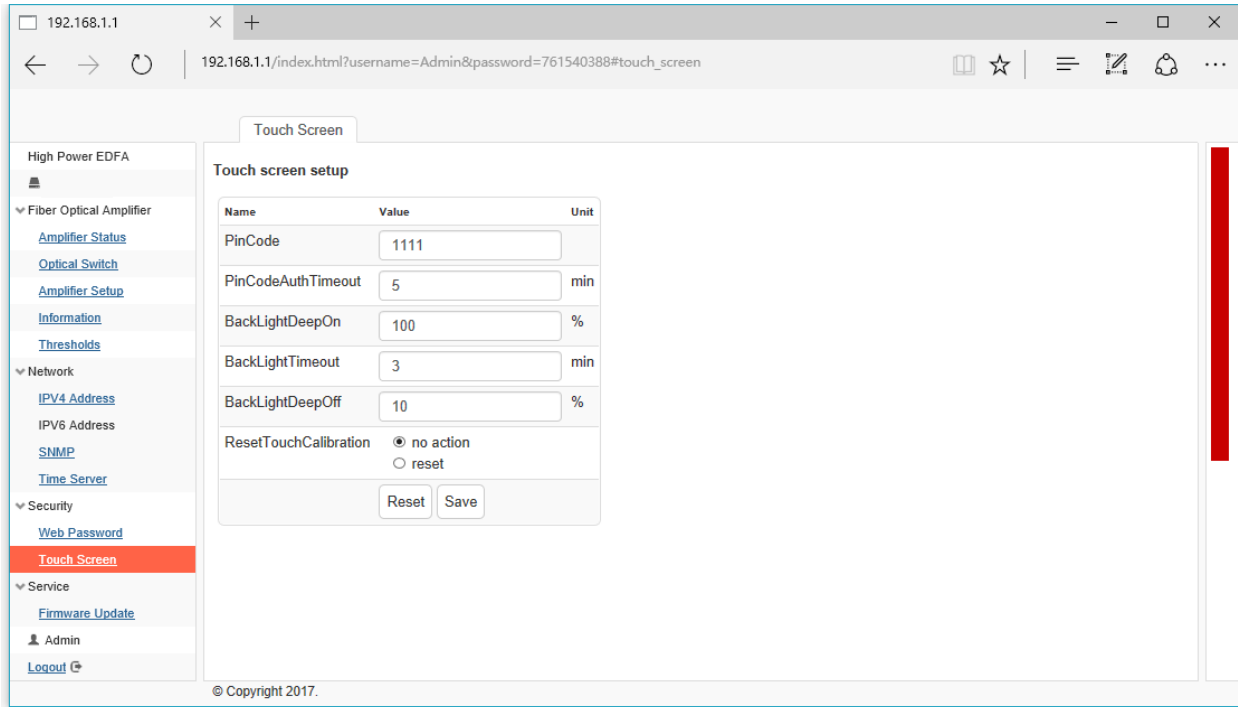 192.168.1.1
192.168.1.1/index.html?username=Admin&password=761540388#touch_screen
Touch Screen
High Power EDFA
Fiber Optical Amplifier
Amplifier Status
Optical Switch
Amplifier Setup
Information
Thresholds
Network
IPV4 Address
IPV6 Address
SNMP
Time Server
Security
Web Password
Touch Screen
Service
Firmware Update
Admin
Logout
Touch screen setup
Name Value Unit
PinCode 1111
PinCodeAuthTimeout 5 min
BackLightDeepOn 100 %
BackLightTimeout 3 min
BackLightDeepOff 10 %
ResetTouchCalibration no action
reset
Reset Save
© Copyright 2017.